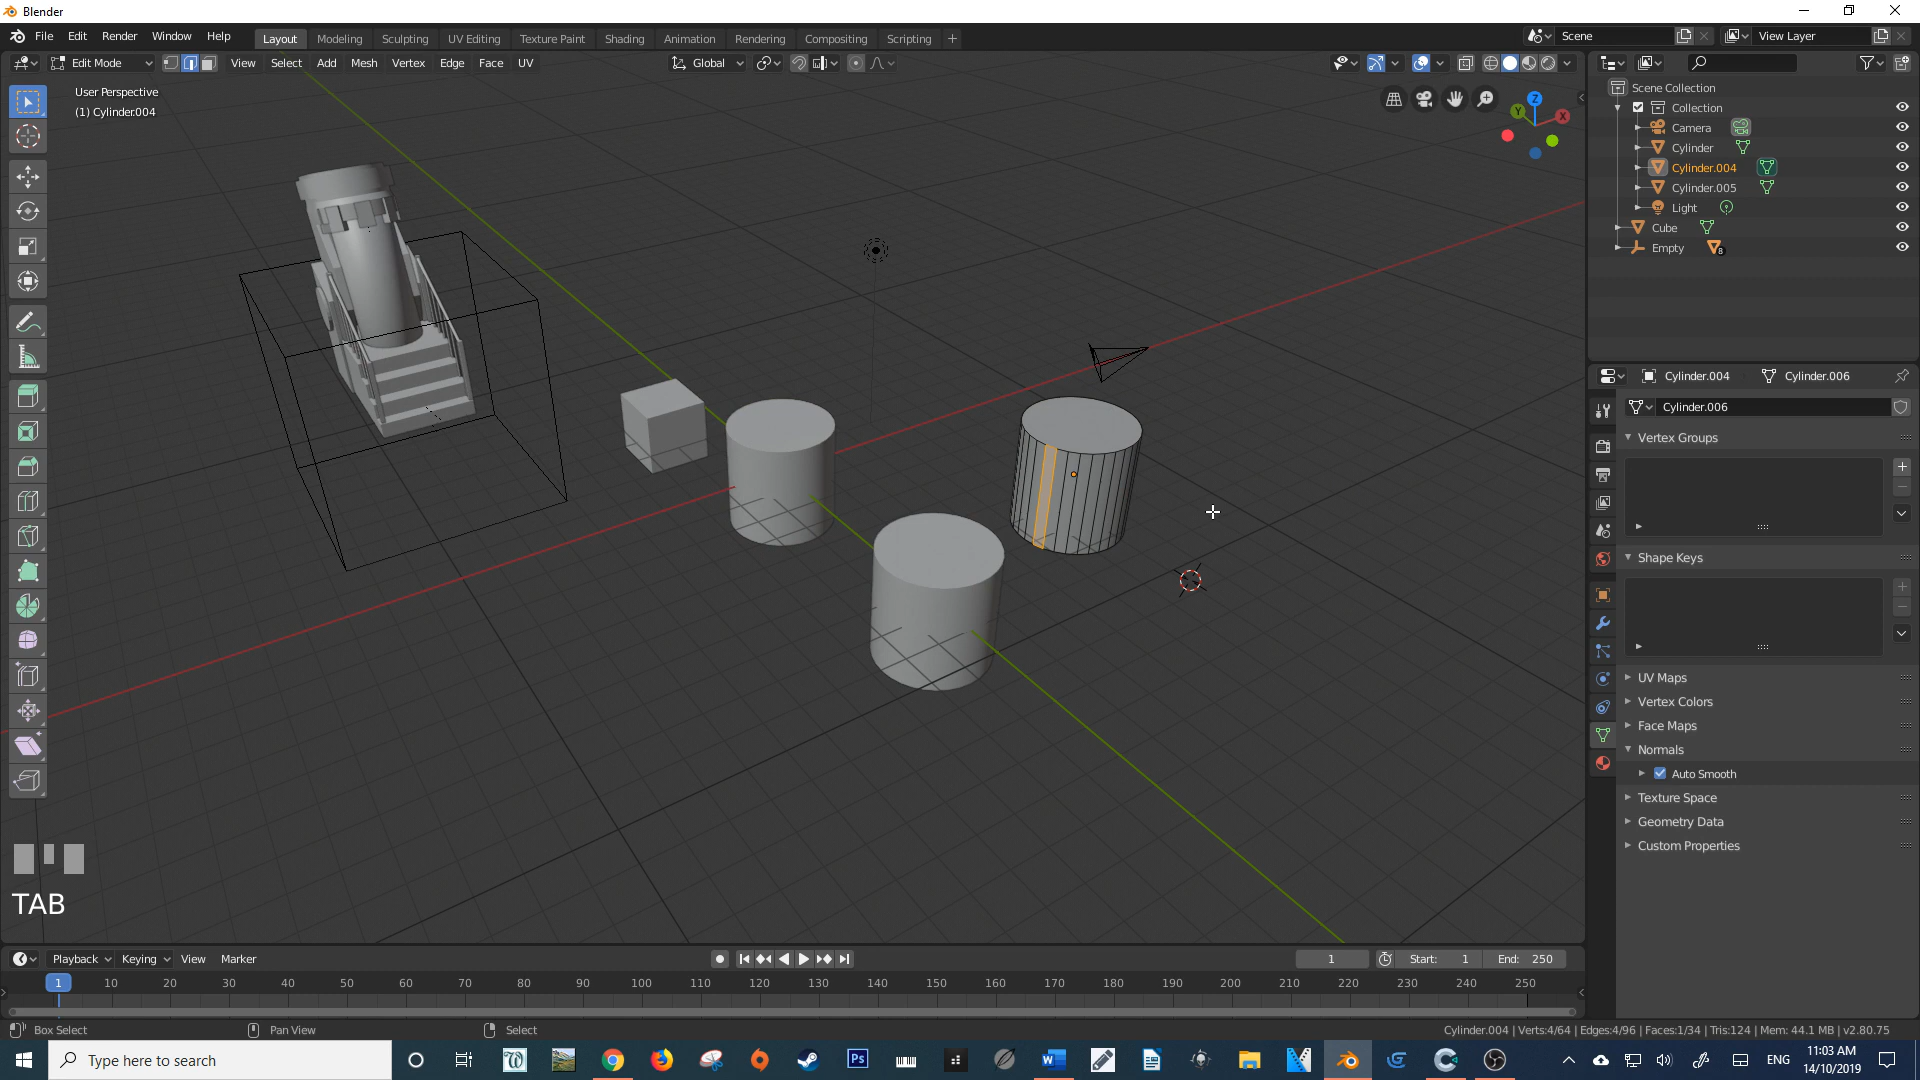 Blender
File Edit Render Window Help
Layout Modeling Sculpting UV Editing Texture Paint Shading Animation Rendering Compositing Scripting +
Scene View Layer
Edit Mode View Select Add Mesh Vertex Edge Face UV Global
User Perspective
(1) Cylinder.004
Z
Y X
Scene Collection
Collection
Camera
Cylinder
Cylinder.004
Cylinder.005
Light
Cube
Empty 8
Cylinder.004 Cylinder.006
Cylinder.006
Vertex Groups
Shape Keys
UV Maps
Vertex Colors
Face Maps
Normals
Auto Smooth
Texture Space
Geometry Data
Custom Properties
TAB
Playback Keying View Marker 1 Start: 1 End: 250
1 10 20 30 40 50 60 70 80 90 100 110 120 130 140 150 160 170 180 190 200 210 220 230 240 250
Box Select Pan View Select Cylinder.004 | Verts:4/64 | Edges:4/96 | Faces:1/34 | Tris:124 | Mem: 44.1 MB | v2.80.75
Type here to search
ENG
11:03 AM
14/10/2019